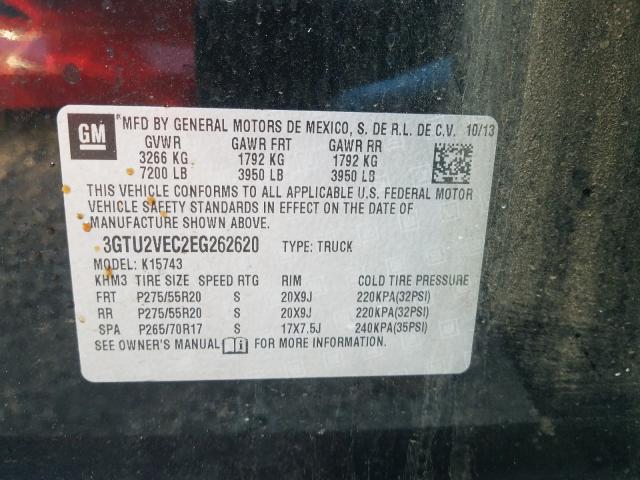 GM MFD BY GENERAL MOTORS DE MEXICO, S. DE R.L. DE C.V. 10/13
GVWR GAWR FRT GAWR RR
3266 KG 1792 KG 1792 KG
7200 LB 3950 LB 3950 LB
THIS VEHICLE CONFORMS TO ALL APPLICABLE U.S. FEDERAL MOTOR
VEHICLE SAFETY STANDARDS IN EFFECT ON THE DATE OF
MANUFACTURE SHOWN ABOVE.
3GTU2VEC2EG262620 TYPE: TRUCK
MODEL: K15743
KHM3 TIRE SIZE SPEED RTG RIM COLD TIRE PRESSURE
FRT P275/55R20 S 20X9J 220KPA(32PSI)
RR P275/55R20 S 20X9J 220KPA(32PSI)
SPA P265/70R17 S 17X7.5J 240KPA(35PSI)
SEE OWNER'S MANUAL FOR MORE INFORMATION.